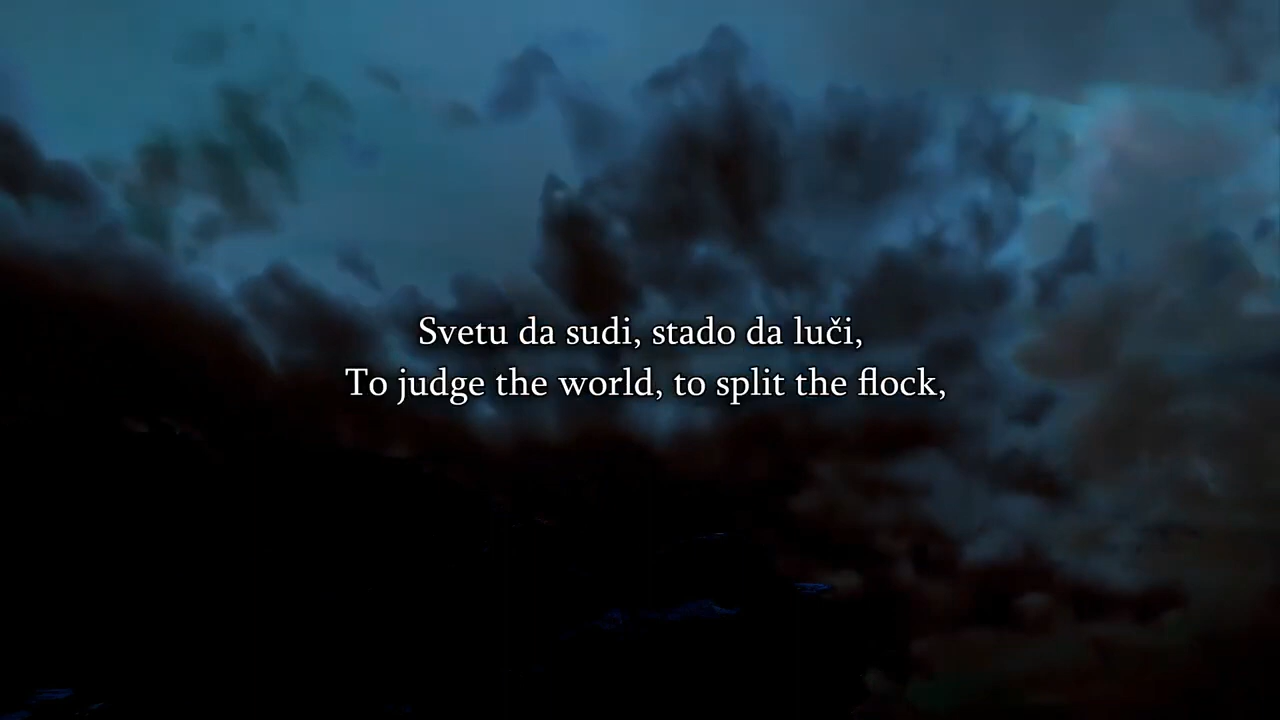 Svetu da sudi, stado da luči,
To judge the world, to split the flock,